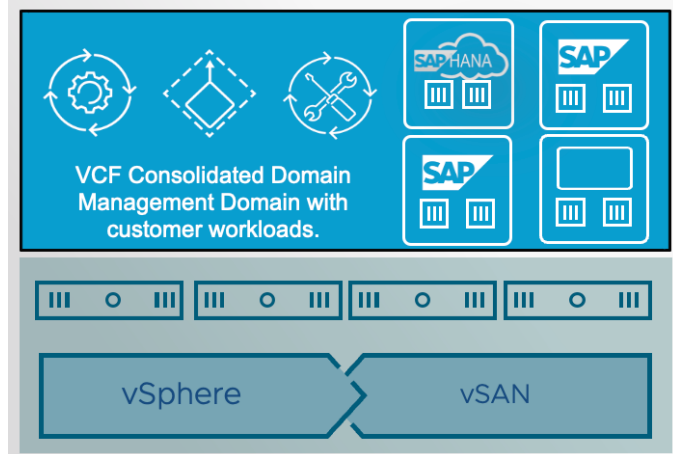 SAP HANA
SAP
VCF Consolidated Domain
Management Domain with
customer workloads.
SAP
vSphere
vSAN